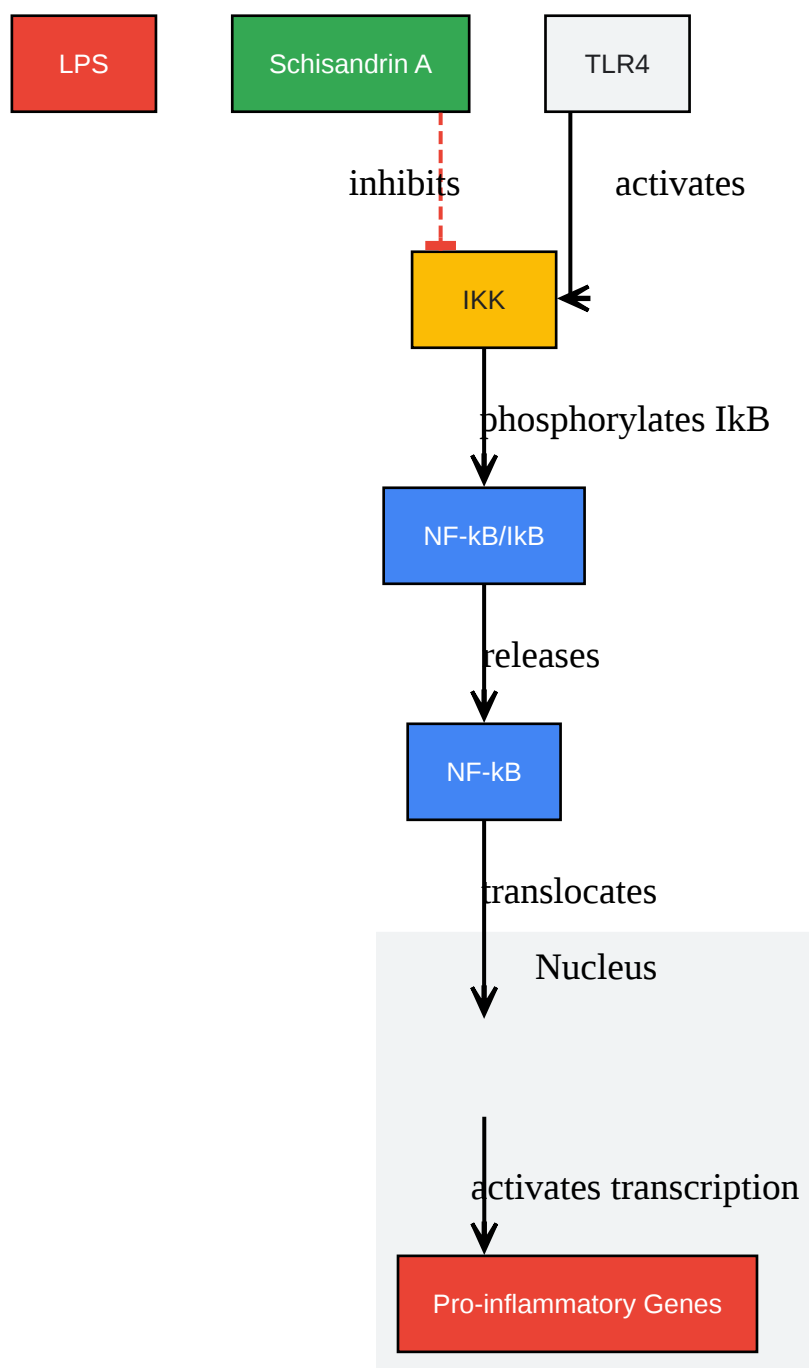 LPS
Schisandrin A
TLR4
inhibits
activates
IKK
phosphorylates IkB
NF-kB/IkB
releases
NF-kB
translocates
Nucleus
activates transcription
Pro-inflammatory Genes